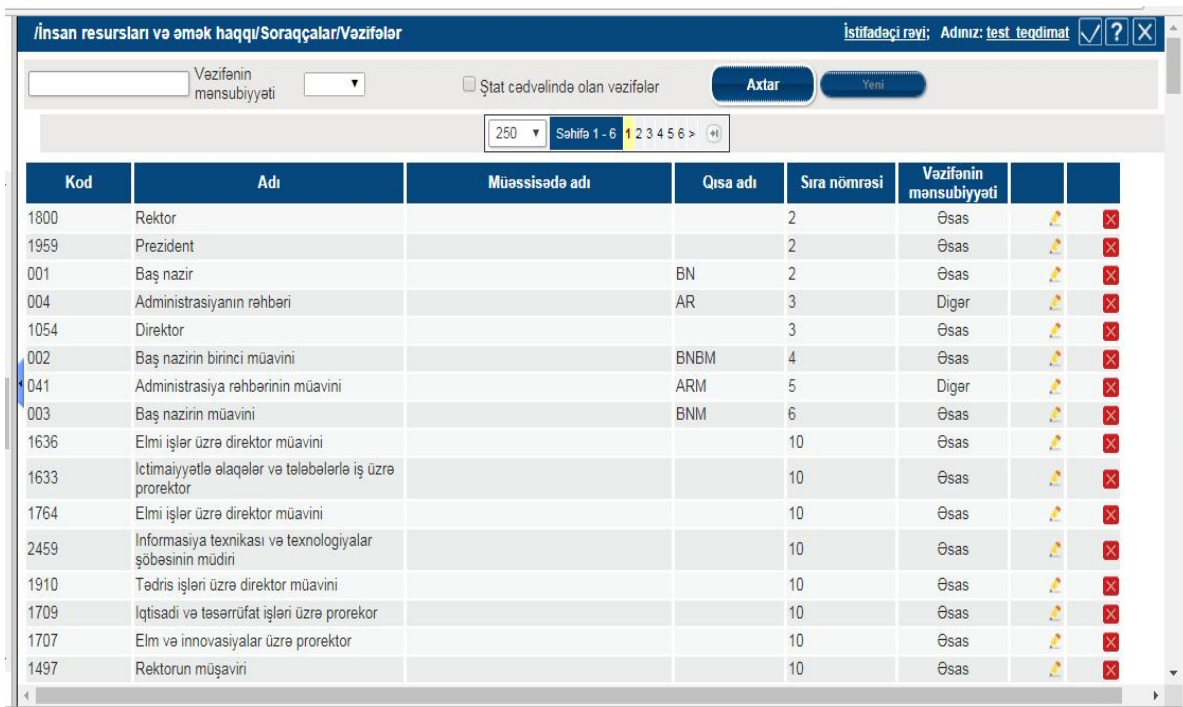 /İnsan resursları və əmək haqqı/Soraqçalar/Vəzifələr İstifadəçi rəyi; Adınız: test_teqdimat ?
Vəzifənin
mənsubiyyəti
Ştat cədvəlində olan vəzifələr Axtar Yeni
250 Səhifə 1 - 6 1 2 3 4 5 6 >
Kod Adı Müəssisədə adı Qısa adı Sıra nömrəsi Vəzifənin
mənsubiyyəti
1800 Rektor 2 Əsas
1959 Prezident 2 Əsas
001 Baş nazir BN 2 Əsas
004 Administrasiyanın rəhbəri AR 3 Digər
1054 Direktor 3 Əsas
002 Baş nazirin birinci müavini BNBM 4 Əsas
041 Administrasiya rəhbərinin müavini ARM 5 Digər
003 Baş nazirin müavini BNM 6 Əsas
1636 Elmi işlər üzrə direktor müavini 10 Əsas
1633 Ictimaiyyətlə əlaqələr və tələbələrlə iş üzrə
prorektor 10 Əsas
1764 Elmi işlər üzrə direktor müavini 10 Əsas
2459 Informasiya texnikası və texnologiyalar
şöbəsinin müdiri 10 Əsas
1910 Tədris işləri üzrə direktor müavini 10 Əsas
1709 Iqtisadi və təsərrüfat işləri üzrə prorekor 10 Əsas
1707 Elm və innovasiyalar üzrə prorektor 10 Əsas
1497 Rektorun müşaviri 10 Əsas